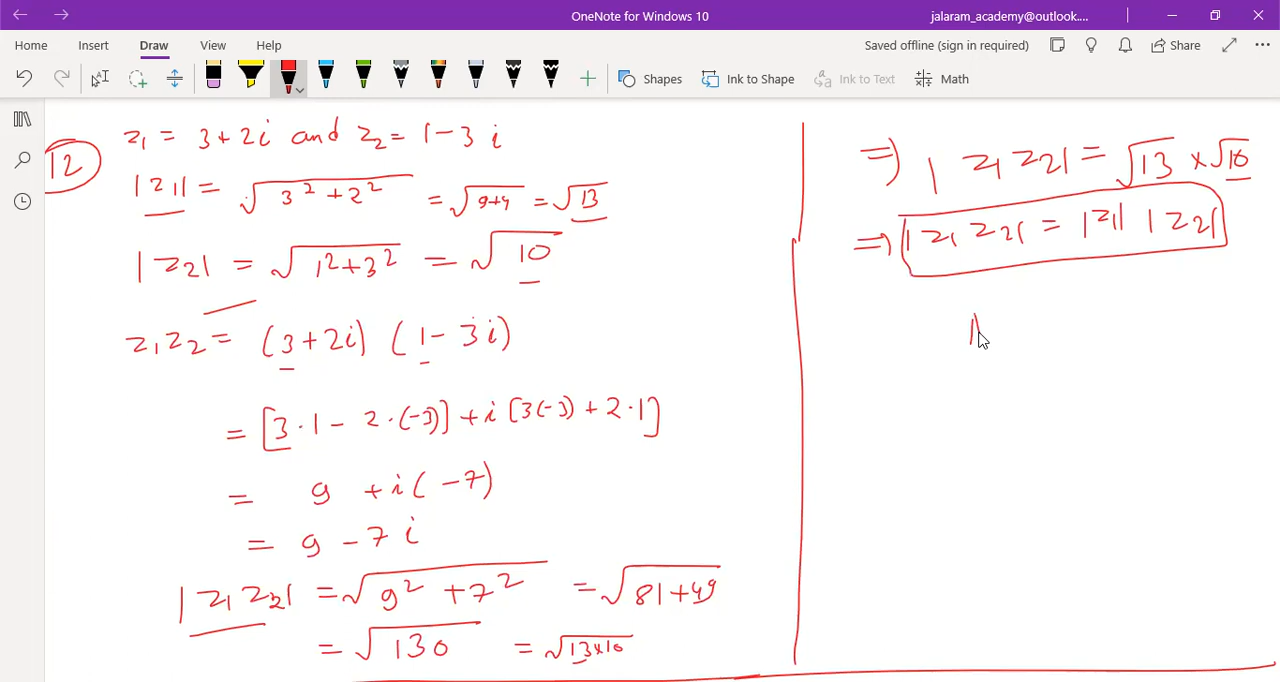 OneNote for Windows 10
jalaram_academy@outlook....
Home Insert Draw View Help
Saved offline (sign in required) Share
Shapes Ink to Shape Ink to Text Math
12
z₁ = 3+2i and z₂ = 1-3i
|z₁| = √(3²+2²) = √(9+4) = √13
|z₂| = √(1²+3²) = √10
z₁z₂ = (3+2i) (1-3i)
= [3·1 - 2·(-3)] + i[3(-3) + 2·1]
= 9 + i(-7)
= 9 - 7i
|z₁z₂| = √(9²+7²) = √(81+49)
= √130 = √(13×10)
⇒) |z₁z₂| = √13 × √10
⇒) |z₁z₂| = |z₁| |z₂|